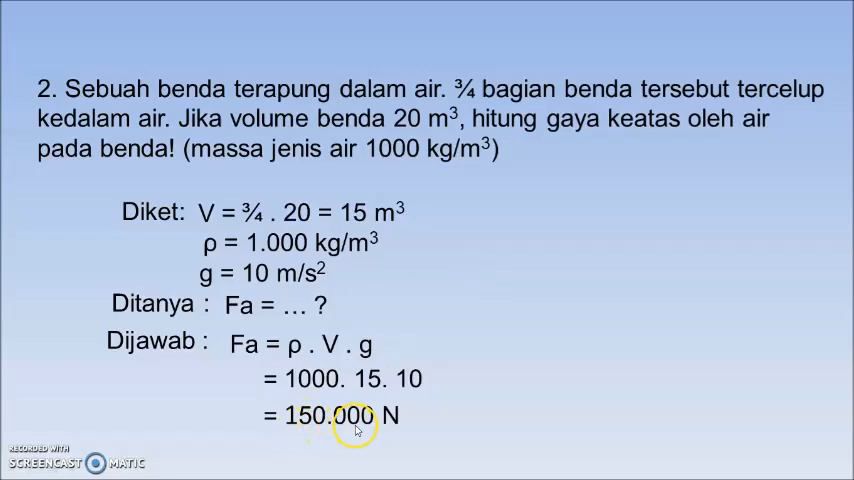 2. Sebuah benda terapung dalam air. ¾ bagian benda tersebut tercelup
kedalam air. Jika volume benda 20 m³, hitung gaya keatas oleh air
pada benda! (massa jenis air 1000 kg/m³)
Diket: V = ¾ . 20 = 15 m³
ρ = 1.000 kg/m³
g = 10 m/s²
Ditanya : Fa = … ?
Dijawab : Fa = ρ . V . g
= 1000. 15. 10
= 150.000 N
RECORDED WITH
SCREENCAST MATIC